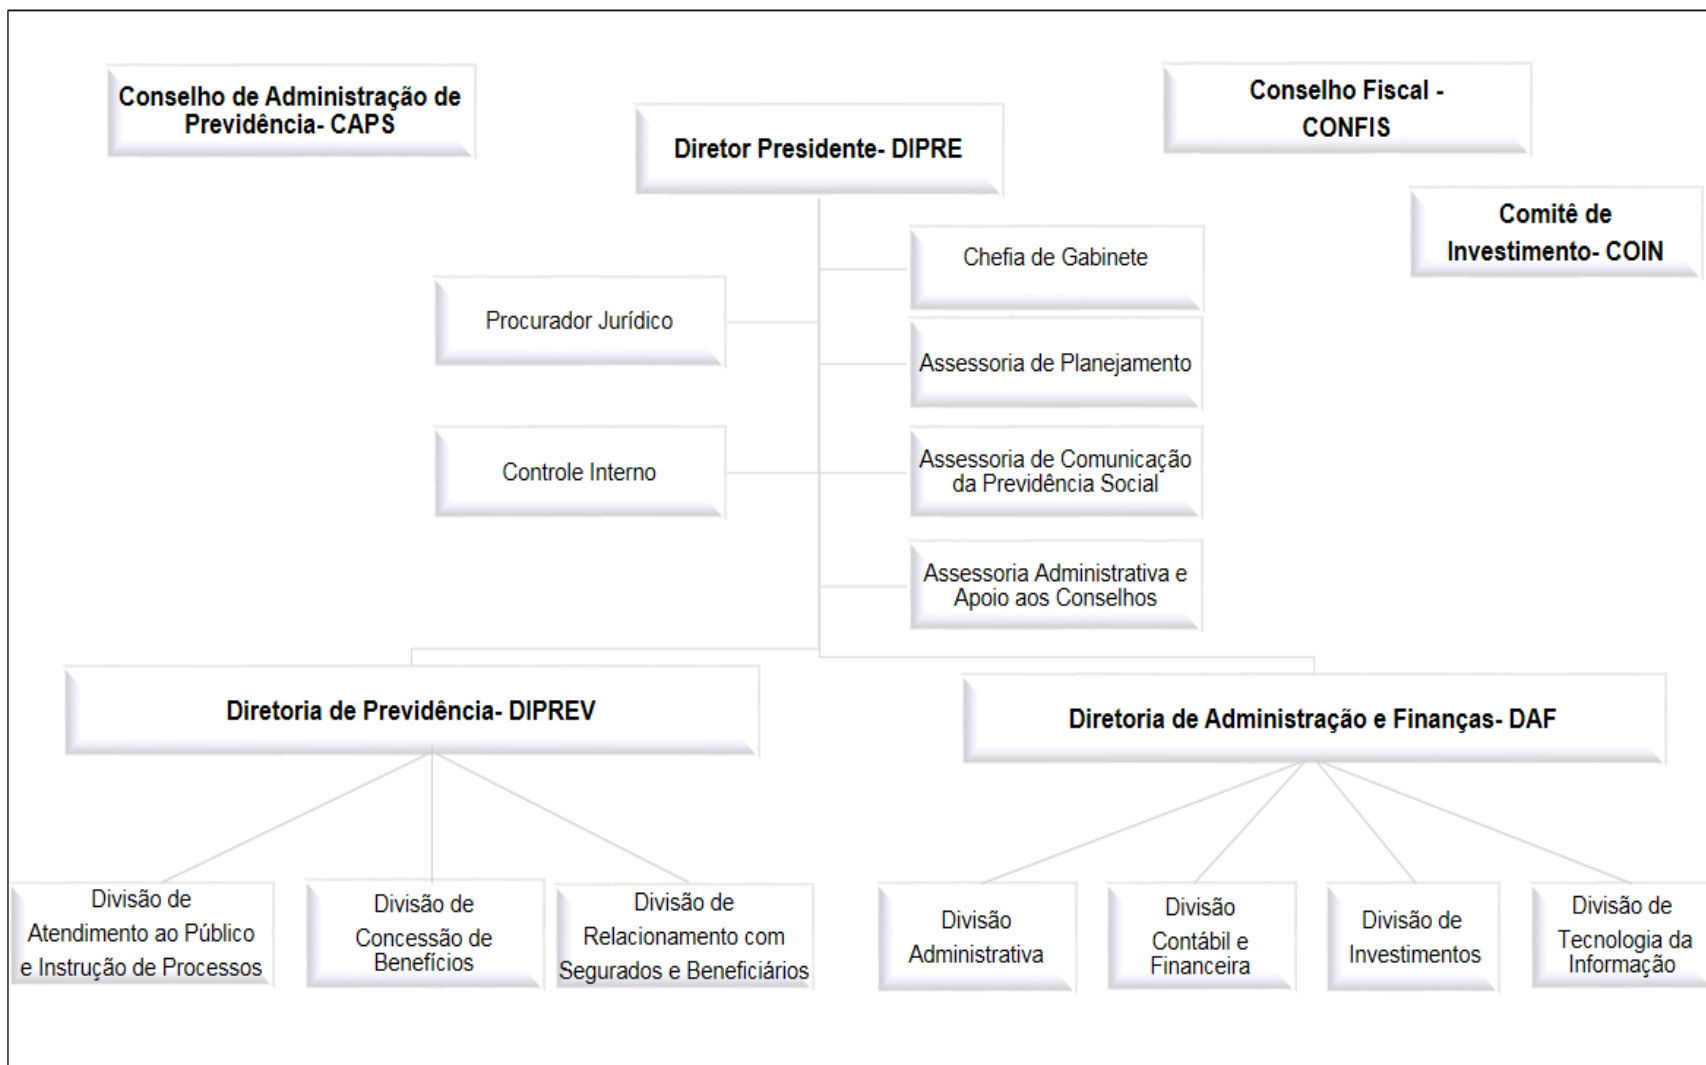 Conselho de Administração de
Previdência- CAPS
Conselho Fiscal -
CONFIS
Diretor Presidente- DIPRE
Comitê de
Investimento- COIN
Chefia de Gabinete
Procurador Jurídico
Assessoria de Planejamento
Controle Interno
Assessoria de Comunicação
da Previdência Social
Assessoria Administrativa e
Apoio aos Conselhos
Diretoria de Previdência- DIPREV
Diretoria de Administração e Finanças- DAF
Divisão de
Atendimento ao Público
e Instrução de Processos
Divisão de
Concessão de
Benefícios
Divisão de
Relacionamento com
Segurados e Beneficiários
Divisão
Administrativa
Divisão
Contábil e
Financeira
Divisão de
Investimentos
Divisão de
Tecnologia da
Informação